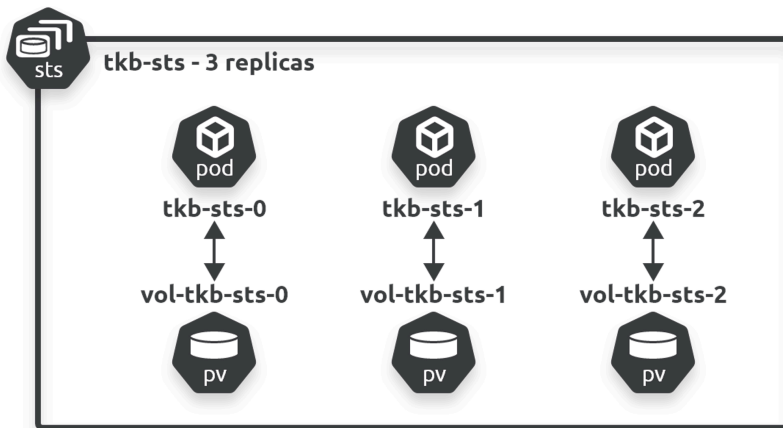 sts
tkb-sts - 3 replicas
pod pod pod
tkb-sts-0 tkb-sts-1 tkb-sts-2
vol-tkb-sts-0 vol-tkb-sts-1 vol-tkb-sts-2
pv pv pv